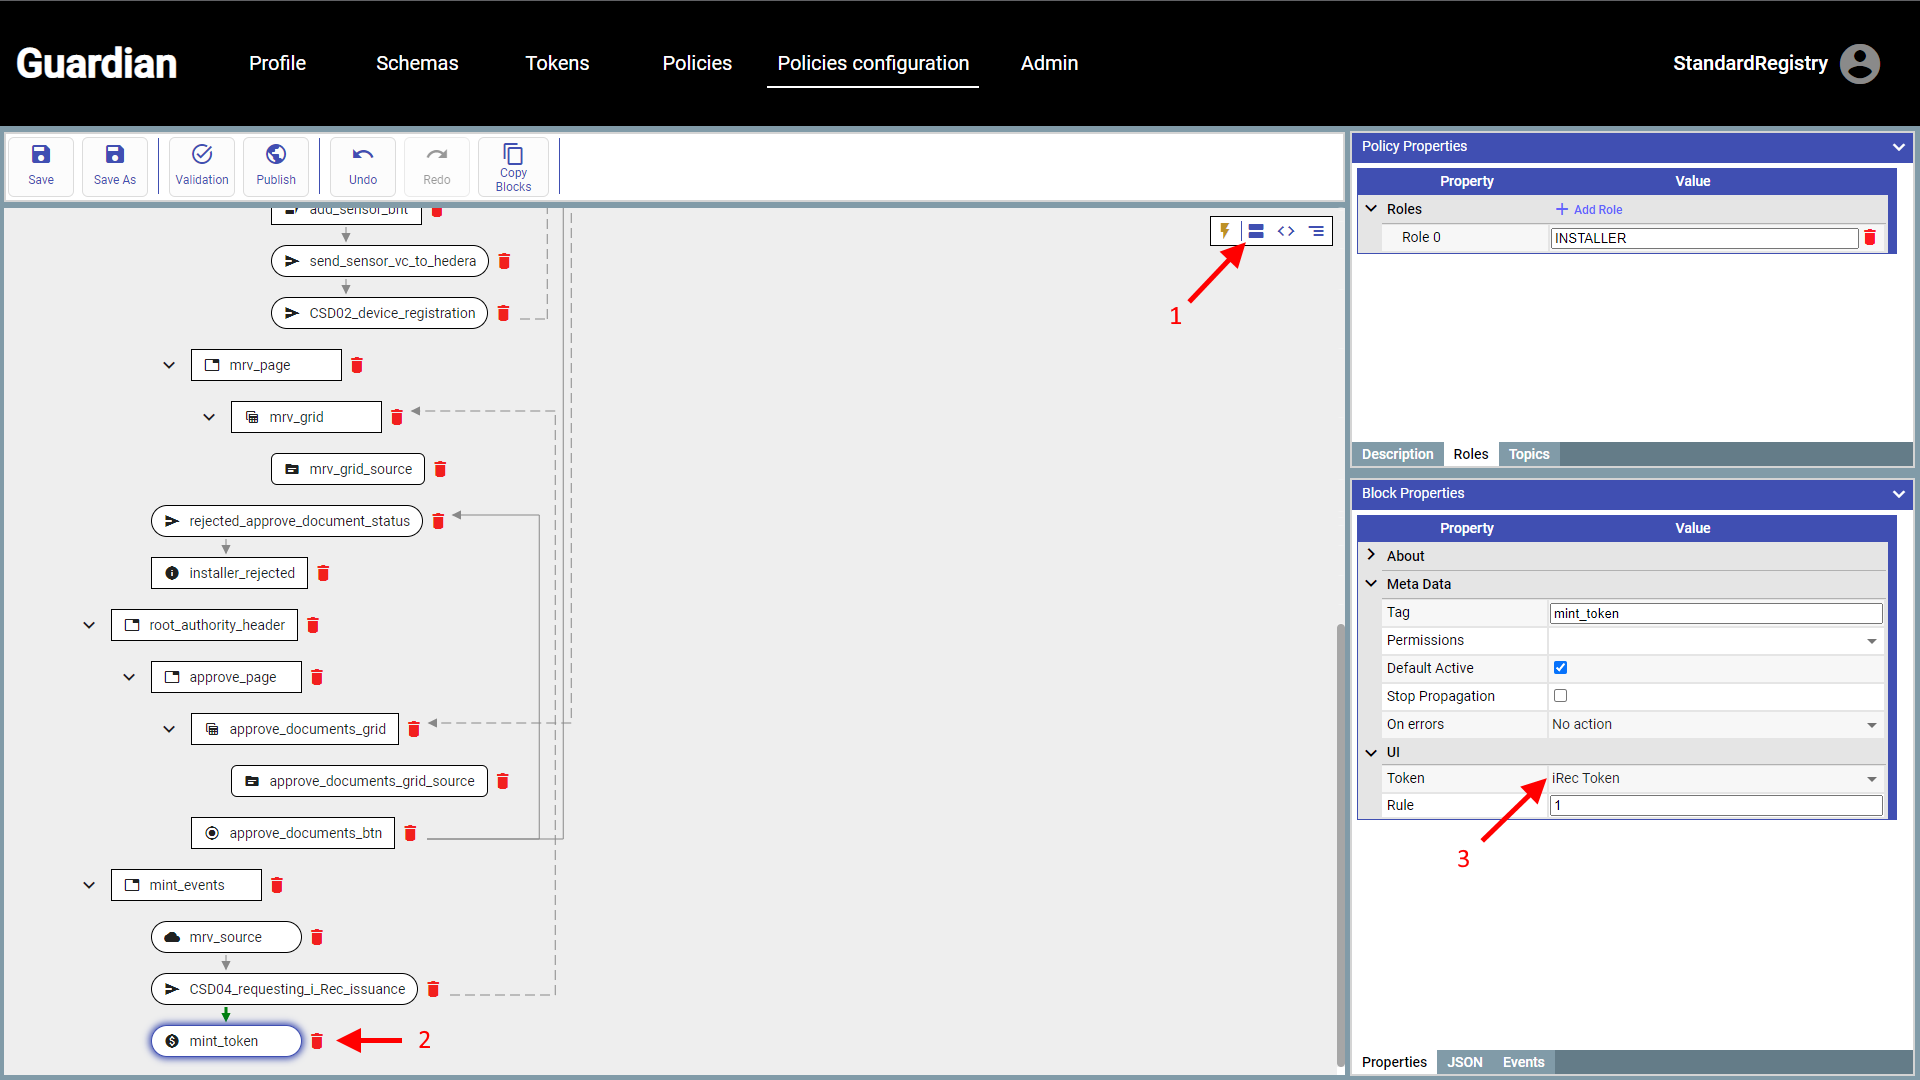 Guardian
Profile
Schemas
Tokens
Policies
Policies configuration
Admin
StandardRegistry
Save
Save As
Validation
Publish
Undo
Redo
Copy
Blocks
add_sensor_bnt
send_sensor_vc_to_hedera
CSD02_device_registration
mrv_page
mrv_grid
mrv_grid_source
rejected_approve_document_status
installer_rejected
root_authority_header
approve_page
approve_documents_grid
approve_documents_grid_source
approve_documents_btn
mint_events
mrv_source
CSD04_requesting_i_Rec_issuance
mint_token
1
2
Policy Properties
Property Value
Roles + Add Role
Role 0 INSTALLER
Description Roles Topics
Block Properties
Property Value
About
Meta Data
Tag mint_token
Permissions
Default Active
Stop Propagation
On errors No action
UI
Token iRec Token
Rule 1
3
Properties JSON Events